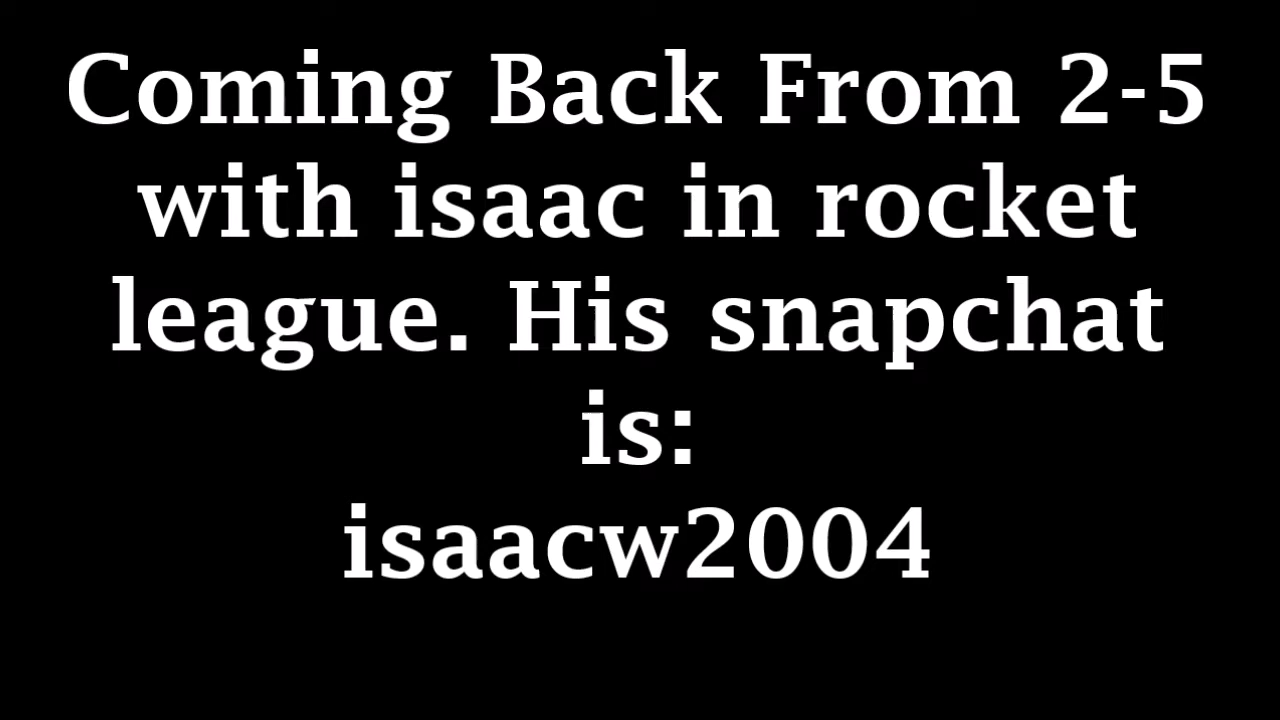 Coming Back From 2-5
with isaac in rocket
league. His snapchat
is:
isaacw2004